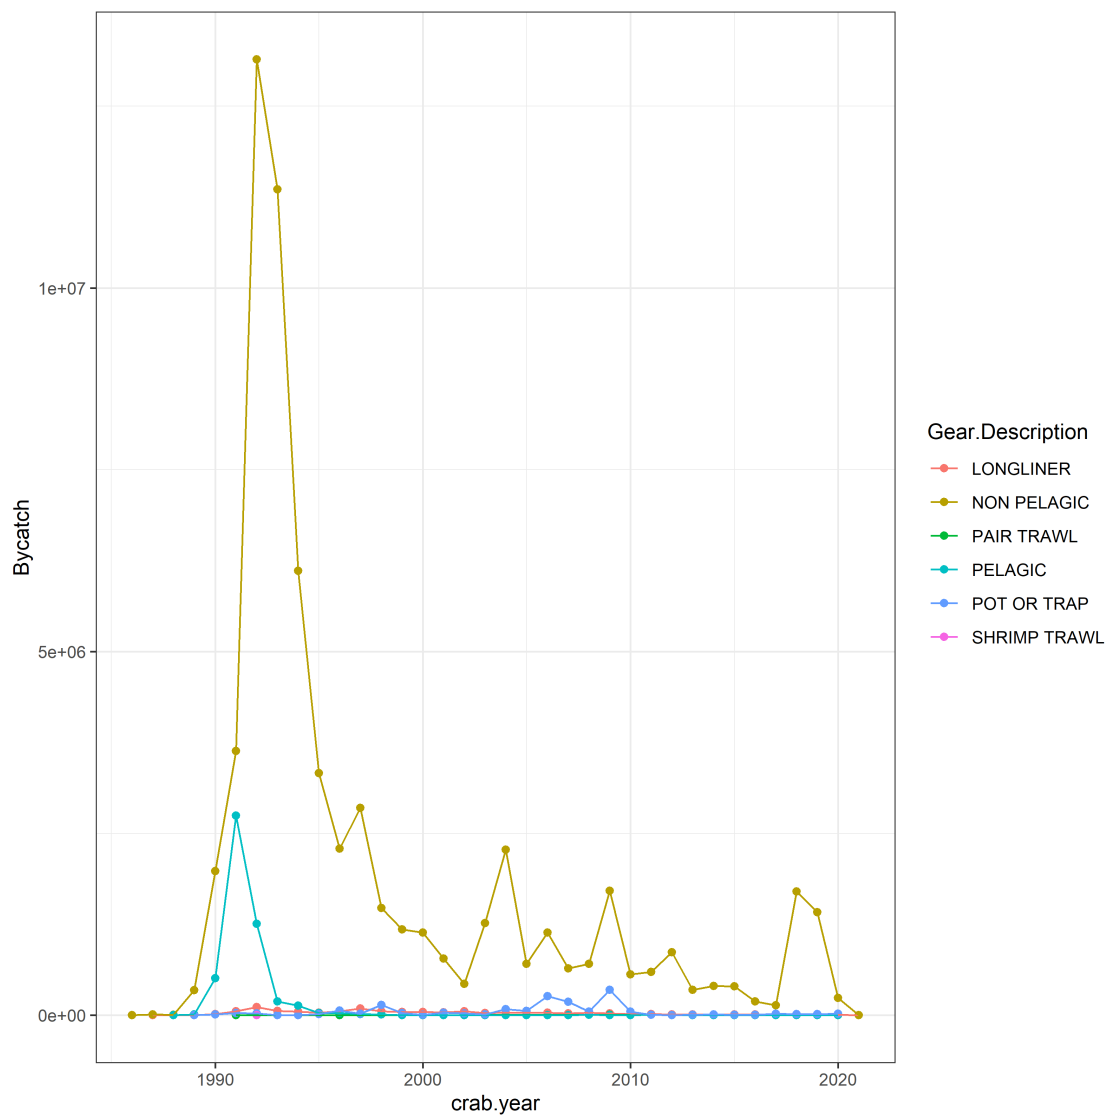 1e+07
5e+06
0e+00
Bycatch
1990
2000
2010
2020
crab.year
Gear.Description
LONGLINER
NON PELAGIC
PAIR TRAWL
PELAGIC
POT OR TRAP
SHRIMP TRAWL